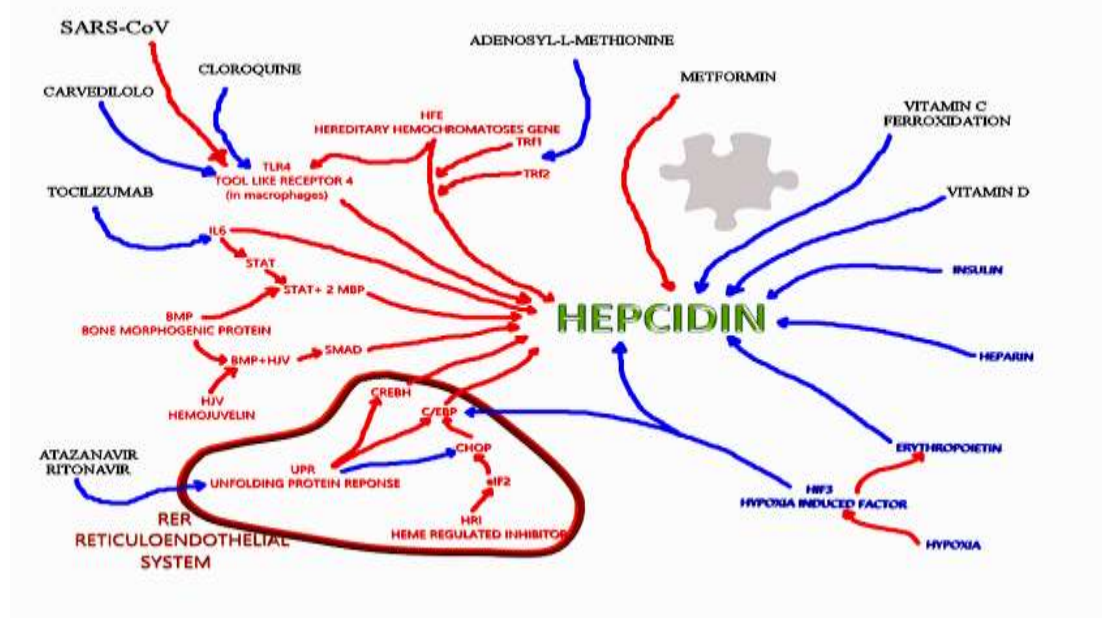 SARS-CoV
ADENOSYL-L-METHIONINE
CLOROQUINE
METFORMIN
CARVEDILOLO
VITAMIN C
FERROXIDATION
HFE
HEREDITARY HEMOCHROMATOSES GENE
TRf1
TLR4
TRf2
TOOL LIKE RECEPTOR 4
(in macrophages)
TOCILIZUMAB
VITAMIN D
IL6
STAT
INSULIN
STAT+ 2 MBP
BMP
BONE MORPHOGENIC PROTEIN
HEPCIDIN
SMAD
BMP+HJV
HEPARIN
HJV
HEMOJUVELIN
CREBH
C/EBP
CHOP
ERYTHROPOIETIN
ATAZANAVIR
RITONAVIR
UPR
UNFOLDING PROTEIN REPONSE
IF2
HIF3
HYPOXIA INDUCED FACTOR
HRI
HEME REGULATED INHIBITOR
RER
RETICULOENDOTHELIAL
SYSTEM
HYPOXIA